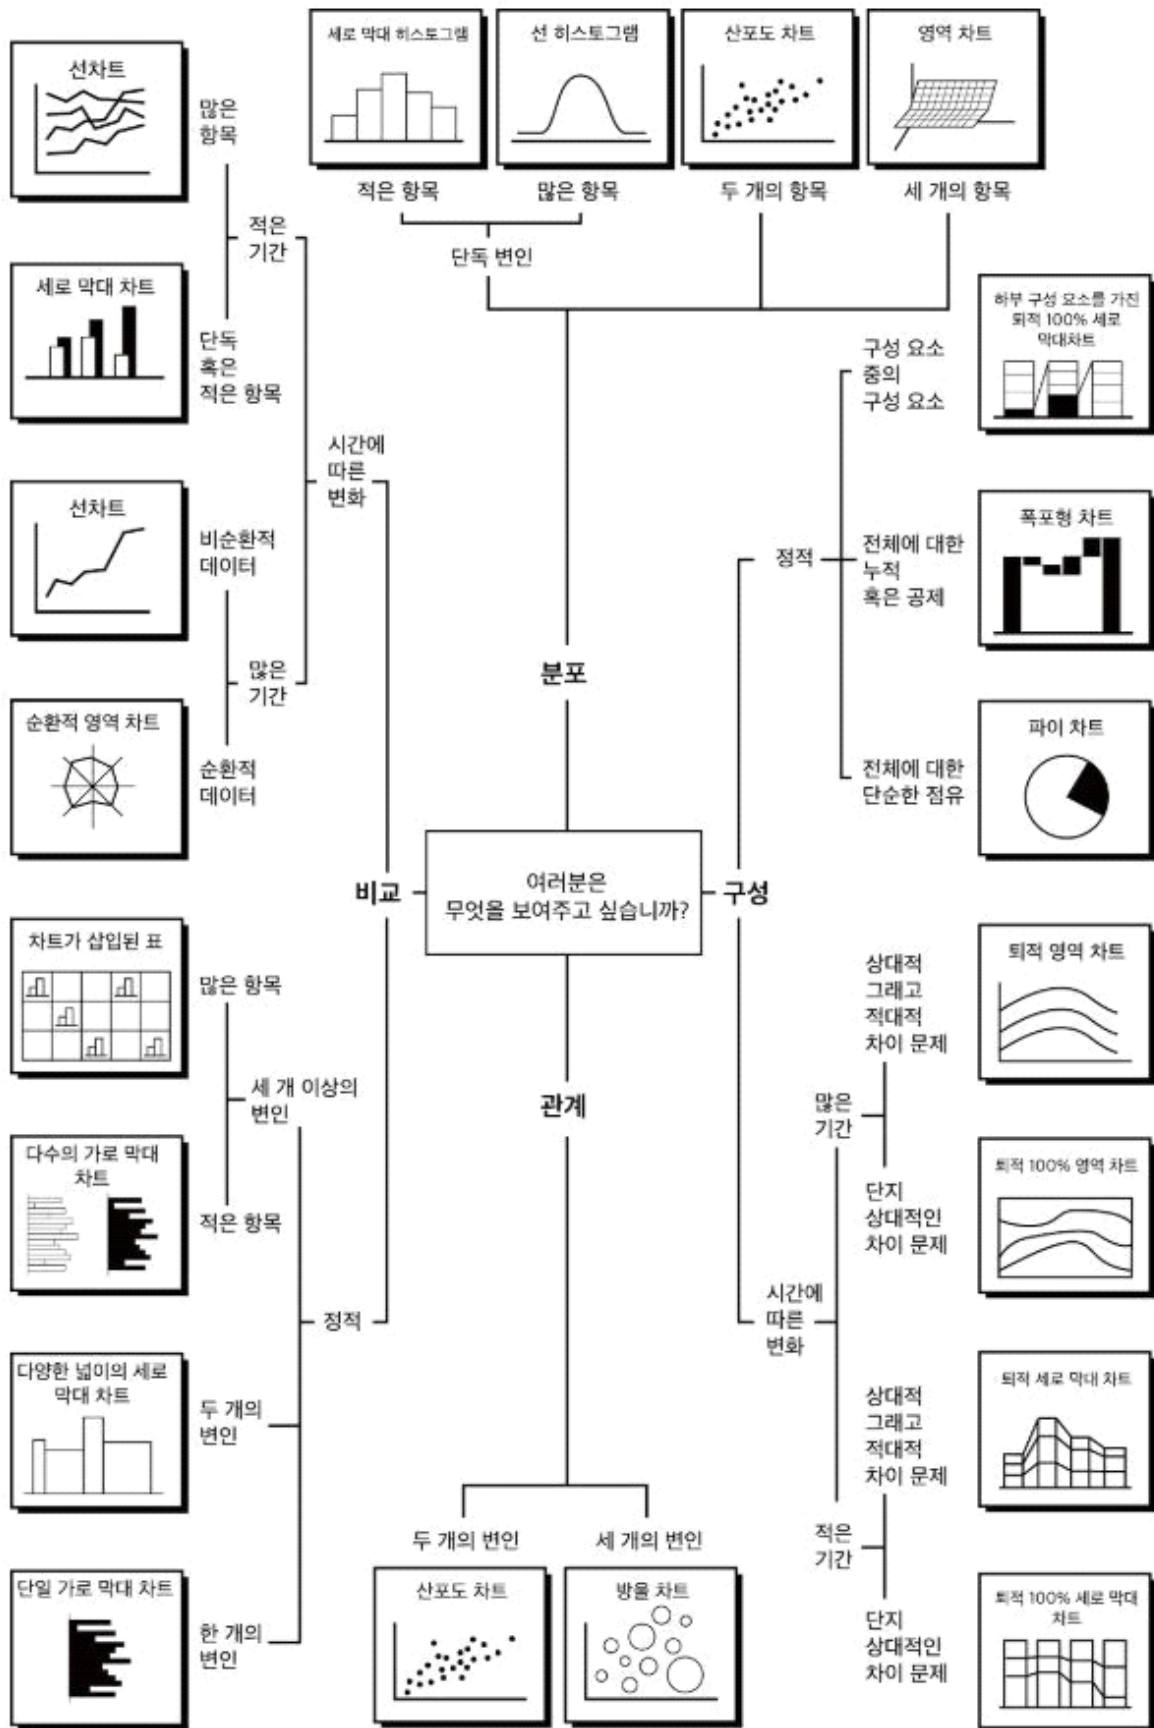 세로 막대 히스토그램
선 히스토그램
산포도 차트
영역 차트
적은 항목
많은 항목
두 개의 항목
세 개의 항목
단독 변인
분포
선차트
많은
항목
적은
기간
세로 막대 차트
단독
혹은
적은 항목
시간에
따른
변화
선차트
비순환적
데이터
많은
기간
순환적 영역 차트
순환적
데이터
비교
여러분은
무엇을 보여주고 싶습니까?
구성
하부 구성 요소를 가진
퇴적 100% 세로
막대차트
구성 요소
중의
구성 요소
정적
폭포형 차트
전체에 대한
누적
혹은 공제
파이 차트
전체에 대한
단순한 점유
차트가 삽입된 표
많은 항목
세 개 이상의
변인
다수의 가로 막대
차트
적은 항목
정적
다양한 넓이의 세로
막대 차트
두 개의
변인
단일 가로 막대 차트
한 개의
변인
관계
두 개의 변인
세 개의 변인
산포도 차트
방울 차트
상대적
그래고
적대적
차이 문제
퇴적 영역 차트
많은
기간
단지
상대적인
차이 문제
퇴적 100% 영역 차트
시간에
따른
변화
상대적
그래고
적대적
차이 문제
퇴적 세로 막대 차트
적은
기간
단지
상대적인
차이 문제
퇴적 100% 세로 막대
차트